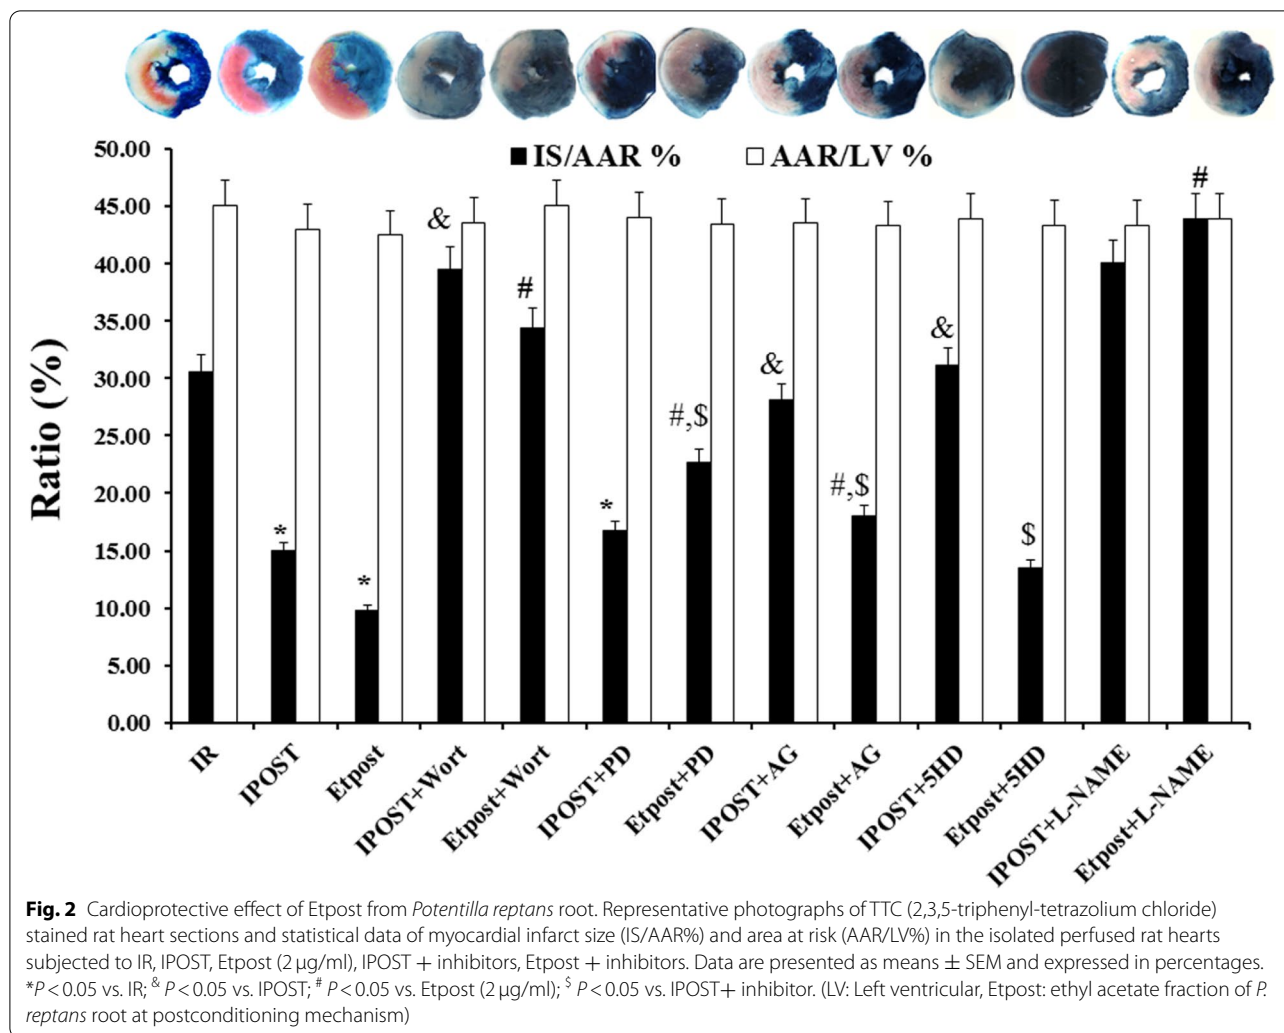 50.00
45.00
40.00
35.00
30.00
25.00
20.00
15.00
10.00
5.00
0.00
Ratio (%)
IS/AAR % AAR/LV %
*
*
&
#
*
#,$
&
#,$
&
$
#
IR
IPOST
Etpost
IPOST+Wort
Etpost+Wort
IPOST+PD
Etpost+PD
IPOST+AG
Etpost+AG
IPOST+5HD
Etpost+5HD
IPOST+L-NAME
Etpost+L-NAME
Fig. 2 Cardioprotective effect of Etpost from Potentilla reptans root. Representative photographs of TTC (2,3,5-triphenyl-tetrazolium chloride)
stained rat heart sections and statistical data of myocardial infarct size (IS/AAR%) and area at risk (AAR/LV%) in the isolated perfused rat hearts
subjected to IR, IPOST, Etpost (2 μg/ml), IPOST + inhibitors, Etpost + inhibitors. Data are presented as means ± SEM and expressed in percentages.
*P < 0.05 vs. IR; & P < 0.05 vs. IPOST; # P < 0.05 vs. Etpost (2 μg/ml); $ P < 0.05 vs. IPOST+ inhibitor. (LV: Left ventricular, Etpost: ethyl acetate fraction of P.
reptans root at postconditioning mechanism)